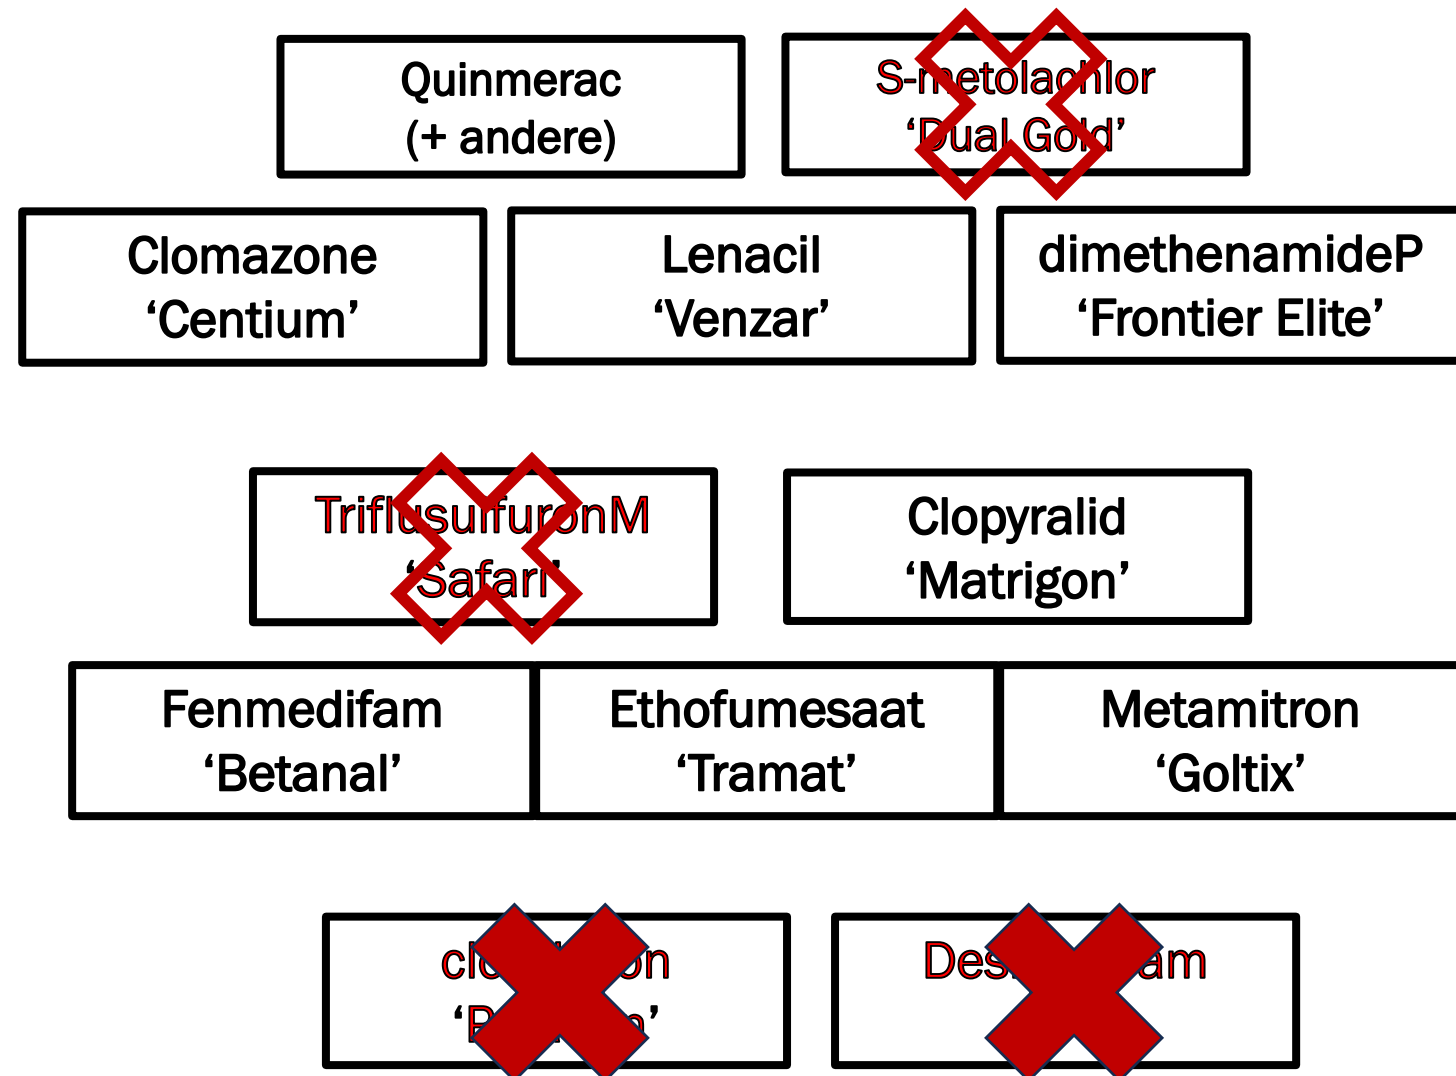 Quinmerac
(+ andere)
S-metolachlor
‘Dual Gold’
Clomazone
‘Centium’
Lenacil
‘Venzar’
dimethenamideP
‘Frontier Elite’
TriflusulfuronM
‘Safari’
Clopyralid
‘Matrigon’
Fenmedifam
‘Betanal’
Ethofumesaat
‘Tramat’
Metamitron
‘Goltix’